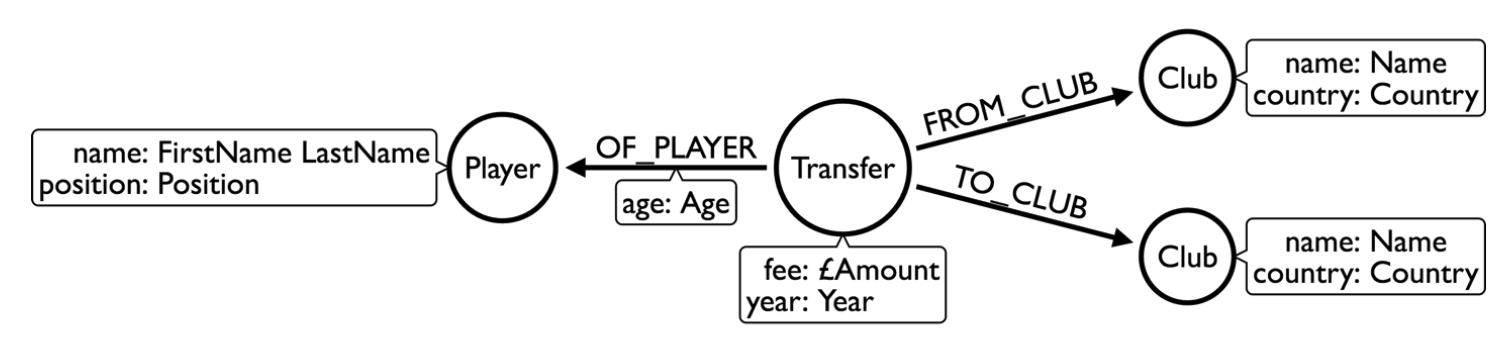 name: FirstName LastName
position: Position
Player
OF_PLAYER
age: Age
Transfer
fee: £Amount
year: Year
FROM_CLUB
Club
name: Name
country: Country
TO_CLUB
Club
name: Name
country: Country